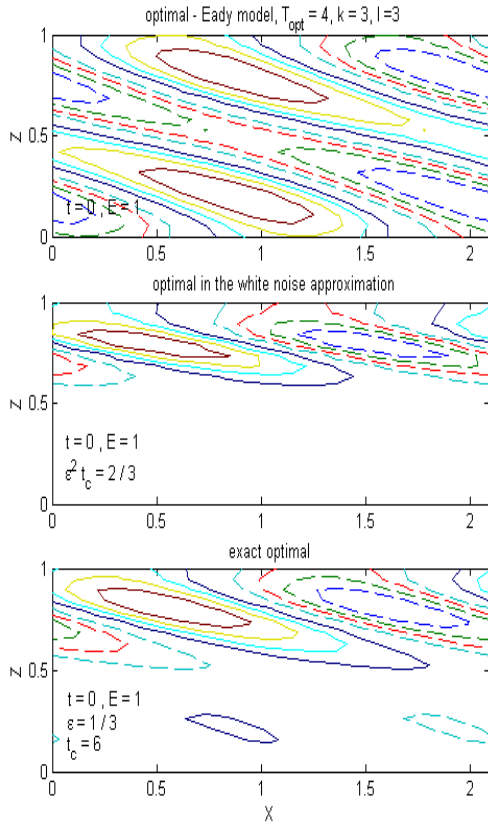 optimal - Eady model, T_opt = 4, k = 3, l =3
1
0.5
0
Z
t = 0 , E = 1
0 0.5 1 1.5 2
optimal in the white noise approximation
1
0.5
0
Z
t = 0 , E = 1
ε² t_c = 2 / 3
0 0.5 1 1.5 2
exact optimal
1
0.5
0
Z
t = 0 , E = 1
ε = 1 / 3
t_c = 6
0 0.5 1 1.5 2
X